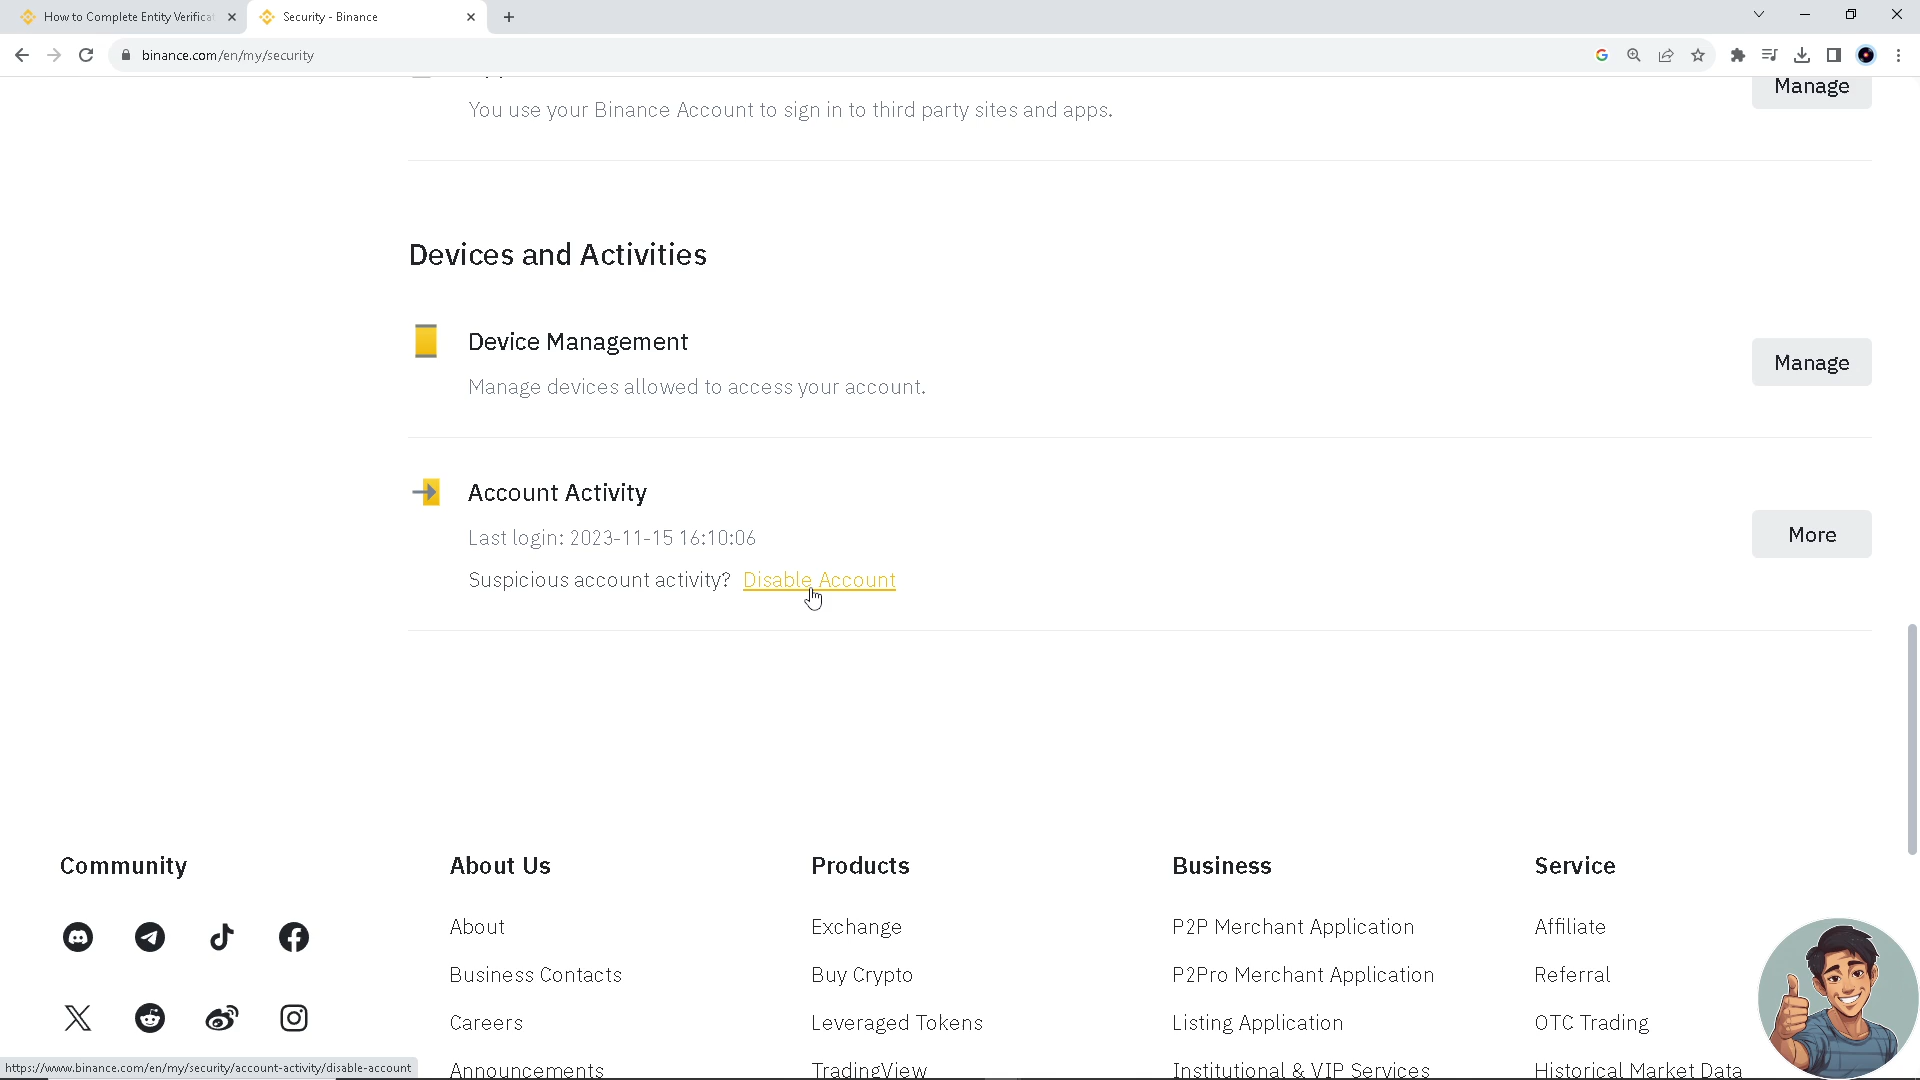 How to Complete Entity Verifica
Security - Binance
binance.com/en/my/security
You use your Binance Account to sign in to third party sites and apps.
Manage
Devices and Activities
Device Management
Manage devices allowed to access your account.
Manage
Account Activity
Last login: 2023-11-15 16:10:06
Suspicious account activity? Disable Account
More
Community
About Us
Products
Business
Service
About
Exchange
P2P Merchant Application
Affiliate
Business Contacts
Buy Crypto
P2Pro Merchant Application
Referral
Careers
Leveraged Tokens
Listing Application
OTC Trading
Announcements
TradingView
Institutional & VIP Services
Historical Market Data
https://www.binance.com/en/my/security/account-activity/disable-account